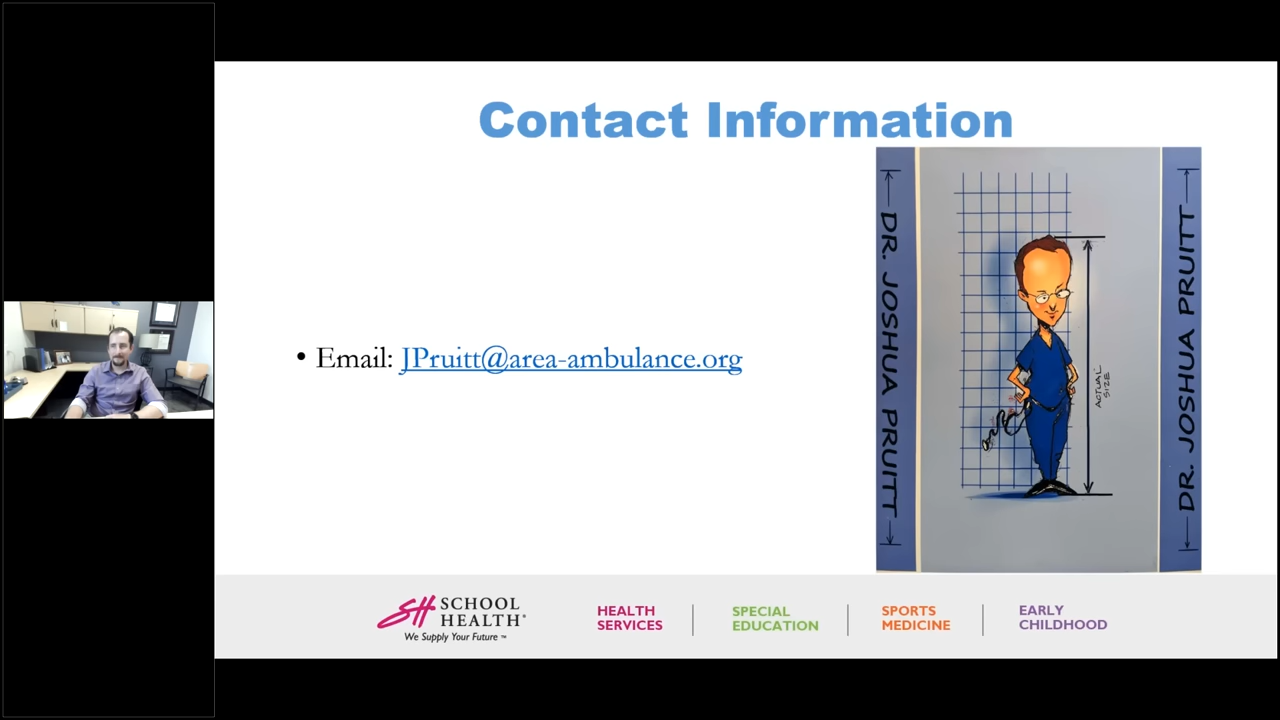 Contact Information
• Email: JPruitt@area-ambulance.org
DR. JOSHUA PRUITT
ACTUAL
SIZE
DR. JOSHUA PRUITT
SH SCHOOL
HEALTH®
We Supply Your Future ™
HEALTH
SERVICES
SPECIAL
EDUCATION
SPORTS
MEDICINE
EARLY
CHILDHOOD